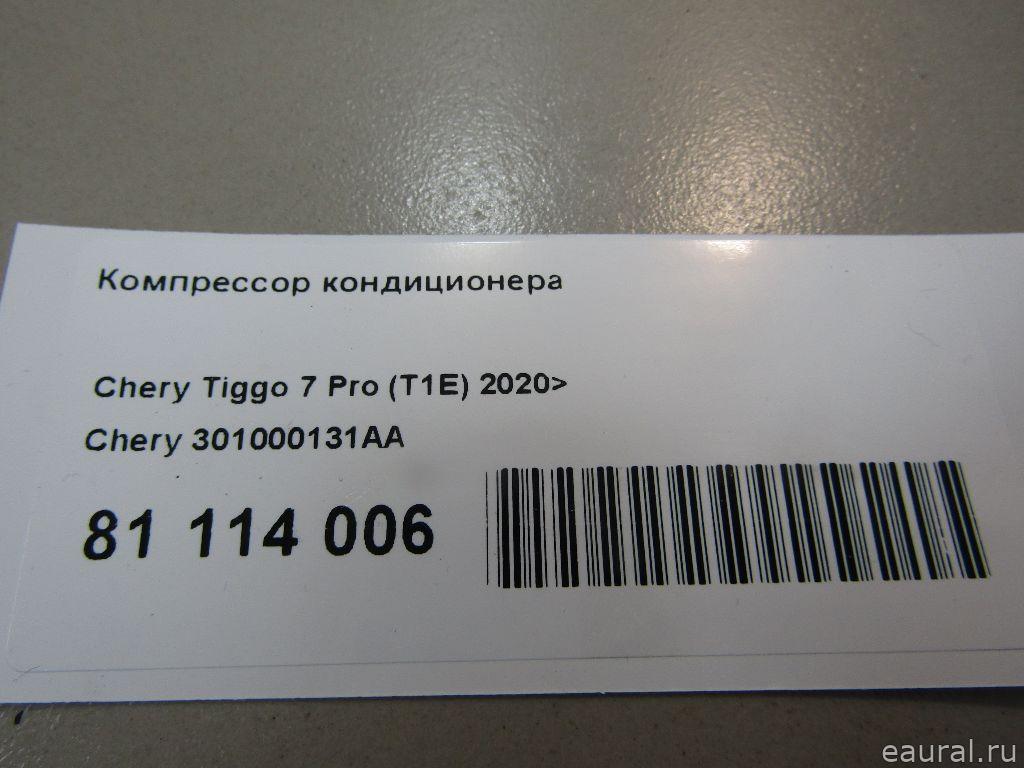 Компрессор кондиционера
Chery Tiggo 7 Pro (T1E) 2020>
Chery 301000131AA
81 114 006
eaural.ru